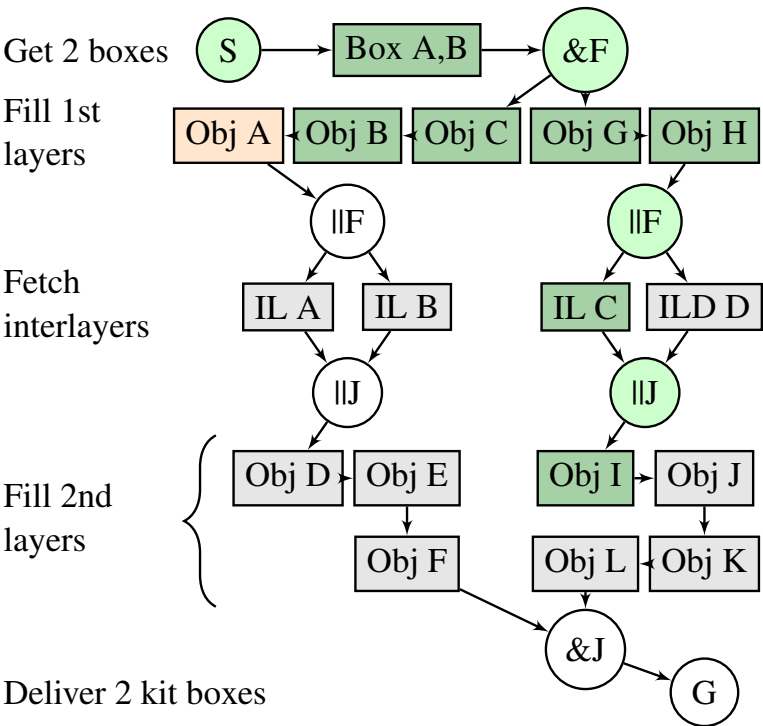 Get 2 boxes S Box A,B &F
Fill 1st
layers
Obj A Obj B Obj C Obj G Obj H
||F ||F
Fetch
interlayers
IL A IL B IL C ILD D
||J ||J
Obj D Obj E Obj I Obj J
Fill 2nd
layers
Obj F Obj L Obj K
&J
Deliver 2 kit boxes G